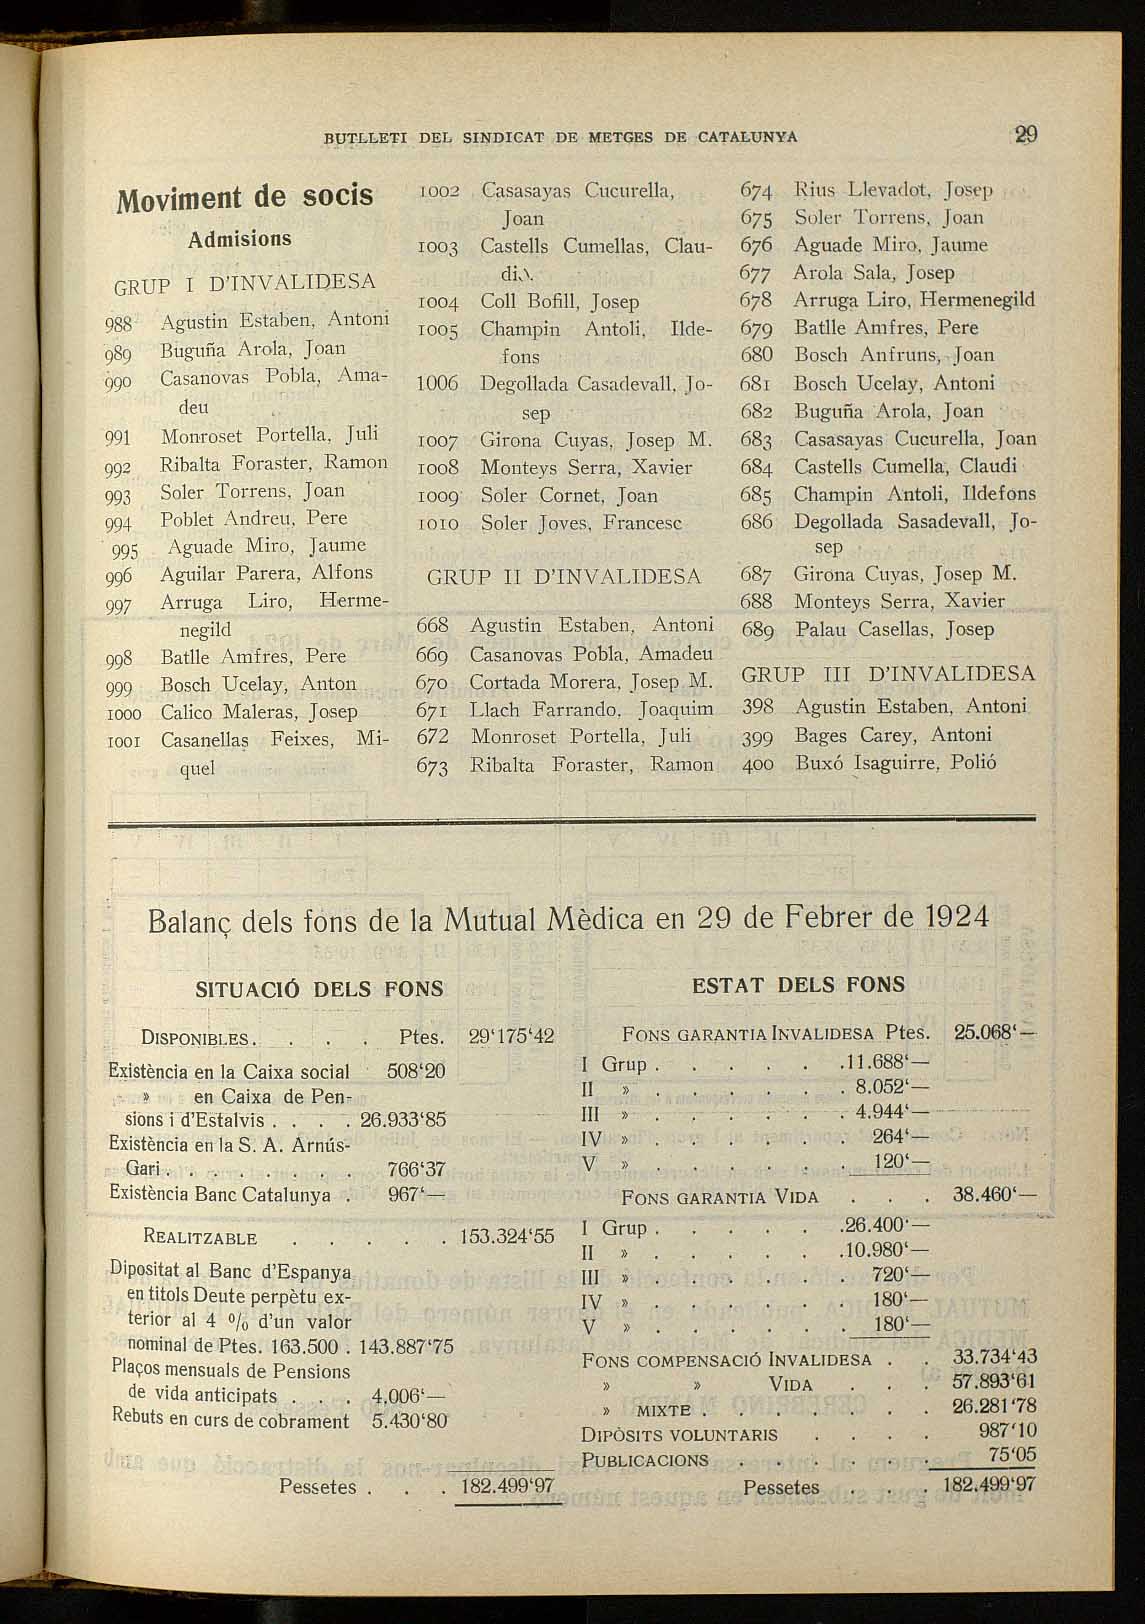 BUTLLETI DEL SINDICAT DE METGES DE CATALUNYA
29
Moviment de socis
Admisions
GRUP I D'INVALIDESA
988 Agustin Estaben, Antoni
989 Buguña Arola, Joan
990 Casanovas Pobla, Ama-
deu
991 Monroset Portella, Juli
992 Ribalta Foraster, Ramon
993 Soler Torrens, Joan
994 Poblet Andreu, Pere
995 Aguade Miro, Jaume
996 Aguilar Parera, Alfons
997 Arruga Liro, Herme-
negild
998 Batlle Amfres, Pere
999 Bosch Ucelay, Anton
1000 Calico Maleras, Josep
1001 Casanellas Feixes, Mi-
quel
1002 Casasayas Cucurella,
Joan
1003 Castells Cumellas, Clau-
di.
1004 Coll Bofill, Josep
1005 Champin Antoli, Ilde-
fons
1006 Degollada Casadevall, Jo-
sep
1007 Girona Cuyas, Josep M.
1008 Monteys Serra, Xavier
1009 Soler Cornet, Joan
1010 Soler Joves, Francesc
GRUP II D'INVALIDESA
668 Agustin Estaben, Antoni
669 Casanovas Pobla, Amadeu
670 Cortada Morera, Josep M.
671 Llach Farrando, Joaquim
672 Monroset Portella, Juli
673 Ribalta Foraster, Ramon
674 Rius Llevadot, Josep
675 Soler Torrens, Joan
676 Aguade Miro, Jaume
677 Arola Sala, Josep
678 Arruga Liro, Hermenegild
679 Batlle Amfres, Pere
680 Bosch Anfruns, Joan
681 Bosch Ucelay, Antoni
682 Buguña Arola, Joan
683 Casasayas Cucurella, Joan
684 Castells Cumella, Claudi
685 Champin Antoli, Ildefons
686 Degollada Sasadevall, Jo-
sep
687 Girona Cuyas, Josep M.
688 Monteys Serra, Xavier
689 Palau Casellas, Josep
GRUP III D'INVALIDESA
398 Agustin Estaben, Antoni
399 Bages Carey, Antoni
400 Buxó Isaguirre, Polió
Balanç dels fons de la Mutual Mèdica en 29 de Febrer de 1924
SITUACIÓ DELS FONS
DISPONIBLES. . . . Ptes. 29'175'42
Existència en la Caixa social 508'20
» en Caixa de Pen-
sions i d'Estalvis . . . . 26.933'85
Existència en la S. A. Arnús-
Gari . . . . . . . . 766'37
Existència Banc Catalunya . 967'—
REALITZABLE . . . . . 153.324'55
Dipositat al Banc d'Espanya
en titols Deute perpètu ex-
terior al 4 % d'un valor
nominal de Ptes. 163.500 . 143.887'75
Plaços mensuals de Pensions
de vida anticipats . . . 4.006'—
Rebuts en curs de cobrament 5.430'80
Pessetes . . . 182.499'97
ESTAT DELS FONS
FONS GARANTIA INVALIDESA Ptes. 25.068'—
I Grup . . . . . . 11.688'—
II » . . . . . . 8.052'—
III » . . . . . . 4.944'—
IV » . . . . . . 264'—
V » . . . . . . 120'—
FONS GARANTIA VIDA . . . 38.460'—
I Grup . . . . . . 26.400'—
II » . . . . . . 10.980'—
III » . . . . . . 720'—
IV » . . . . . . 180'—
V » . . . . . . 180'—
FONS COMPENSACIÓ INVALIDESA . . 33.734'43
» » VIDA . . . 57.893'61
» MIXTE . . . . . . . 26.281'78
DIPÒSITS VOLUNTARIS . . . . 987'10
PUBLICACIONS . . . . . . 75'05
Pessetes . . . 182.499'97